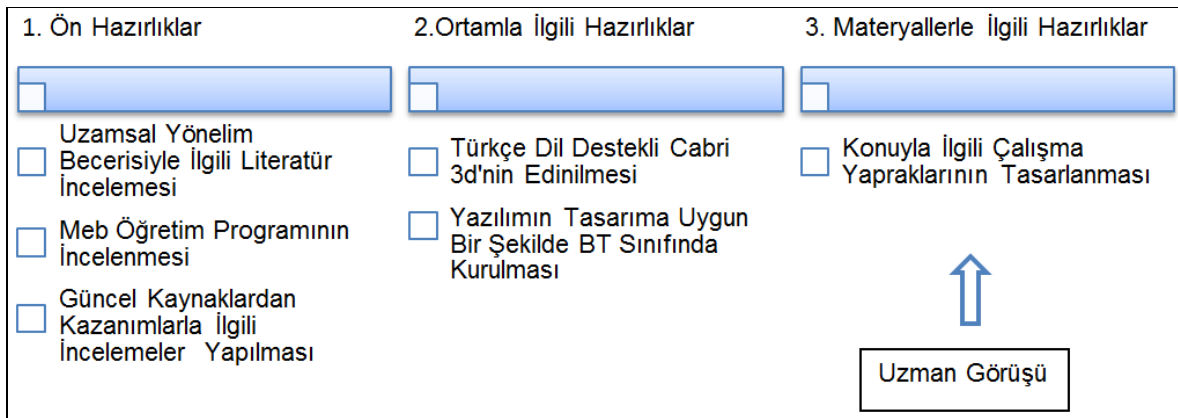 1. Ön Hazırlıklar
Uzamsal Yönelim
Becerisiyle İlgili Literatür
İncelemesi
Meb Öğretim Programının
İncelenmesi
Güncel Kaynaklardan
Kazanımlarla İlgili
İncelemeler Yapılması
2.Ortamla İlgili Hazırlıklar
Türkçe Dil Destekli Cabri
3d'nin Edinilmesi
Yazılımın Tasarıma Uygun
Bir Şekilde BT Sınıfında
Kurulması
3. Materyallerle İlgili Hazırlıklar
Konuyla İlgili Çalışma
Yapraklarının Tasarlanması
Uzman Görüşü